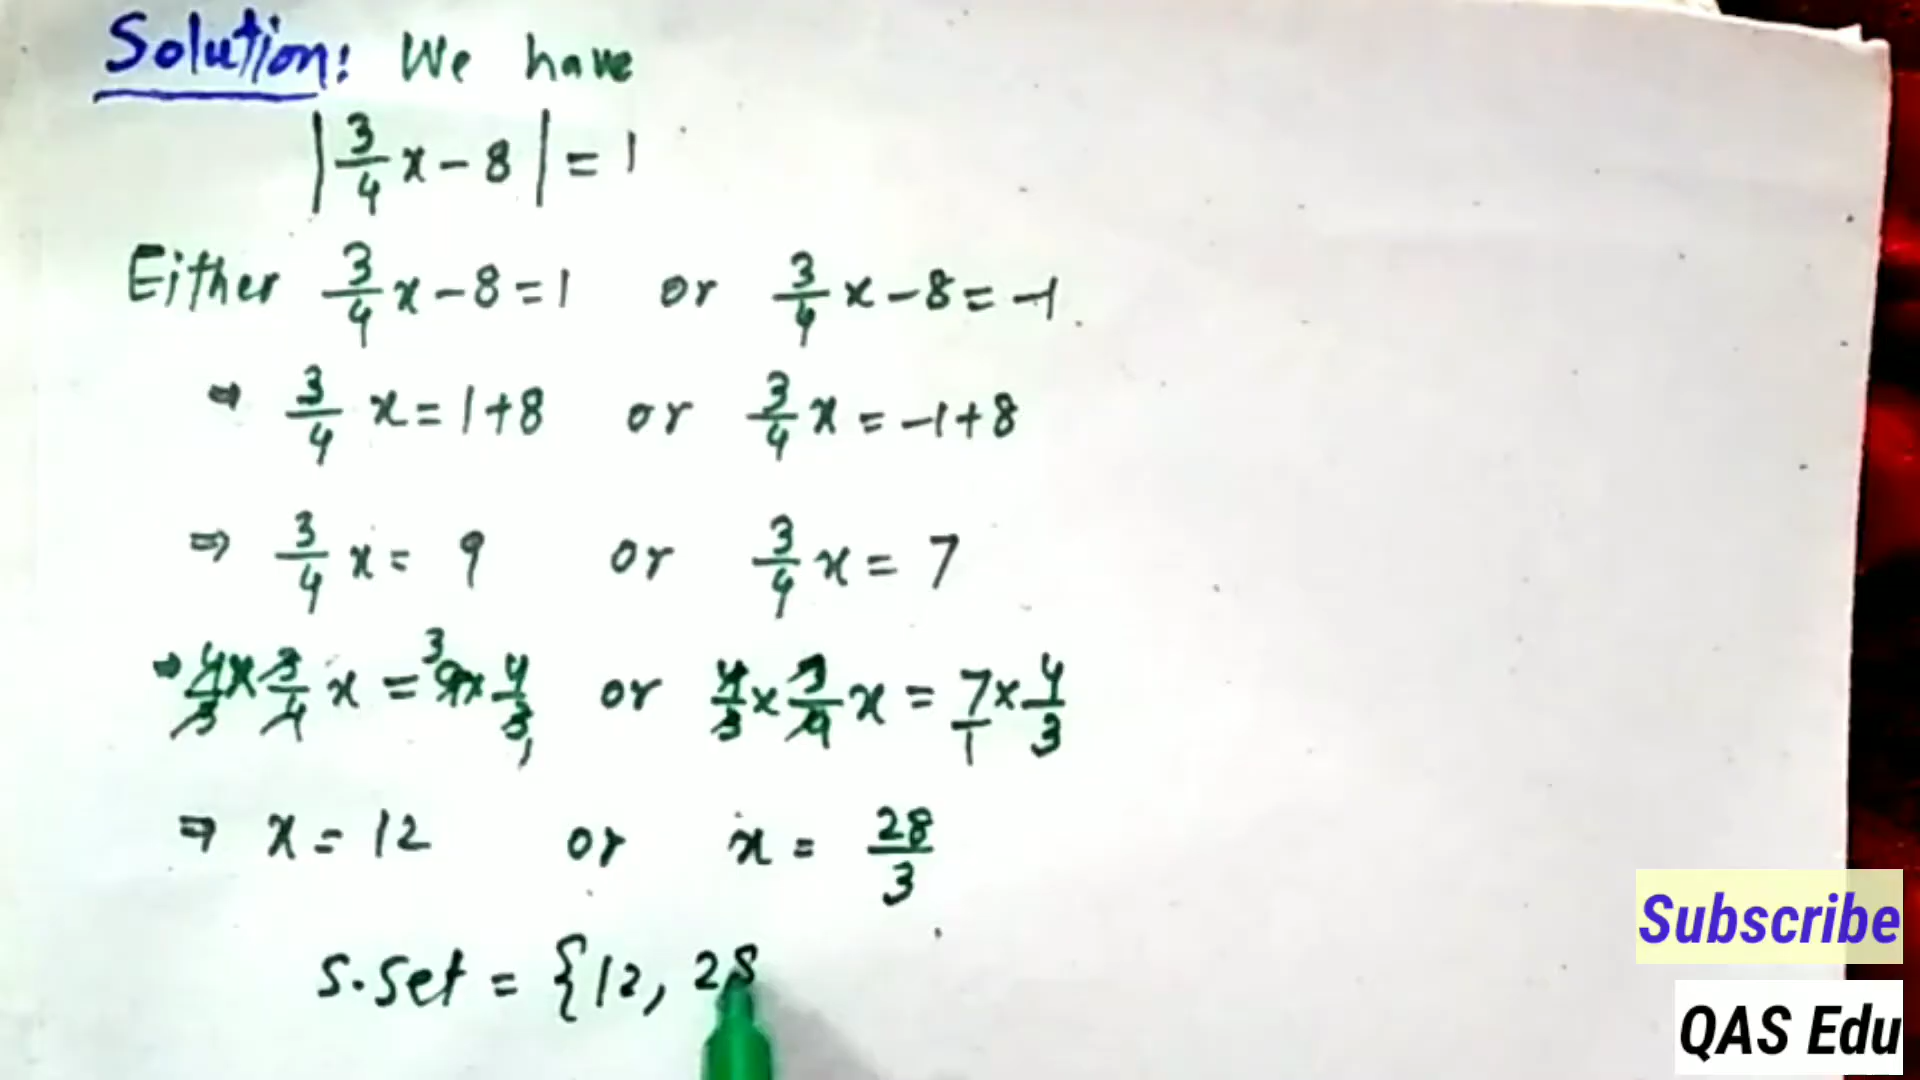 Solution: We have
|3/4 x - 8| = 1
Either 3/4 x - 8 = 1 or 3/4 x - 8 = -1
⇒ 3/4 x = 1+8 or 3/4 x = -1+8
⇒ 3/4 x = 9 or 3/4 x = 7
⇒ 4/3 × 3/4 x = 3 9 × 4/3 1 or 4/3 × 3/4 x = 7/1 × 4/3
⇒ x = 12 or x = 28/3
S.Set = {12, 28
Subscribe
QAS Edu